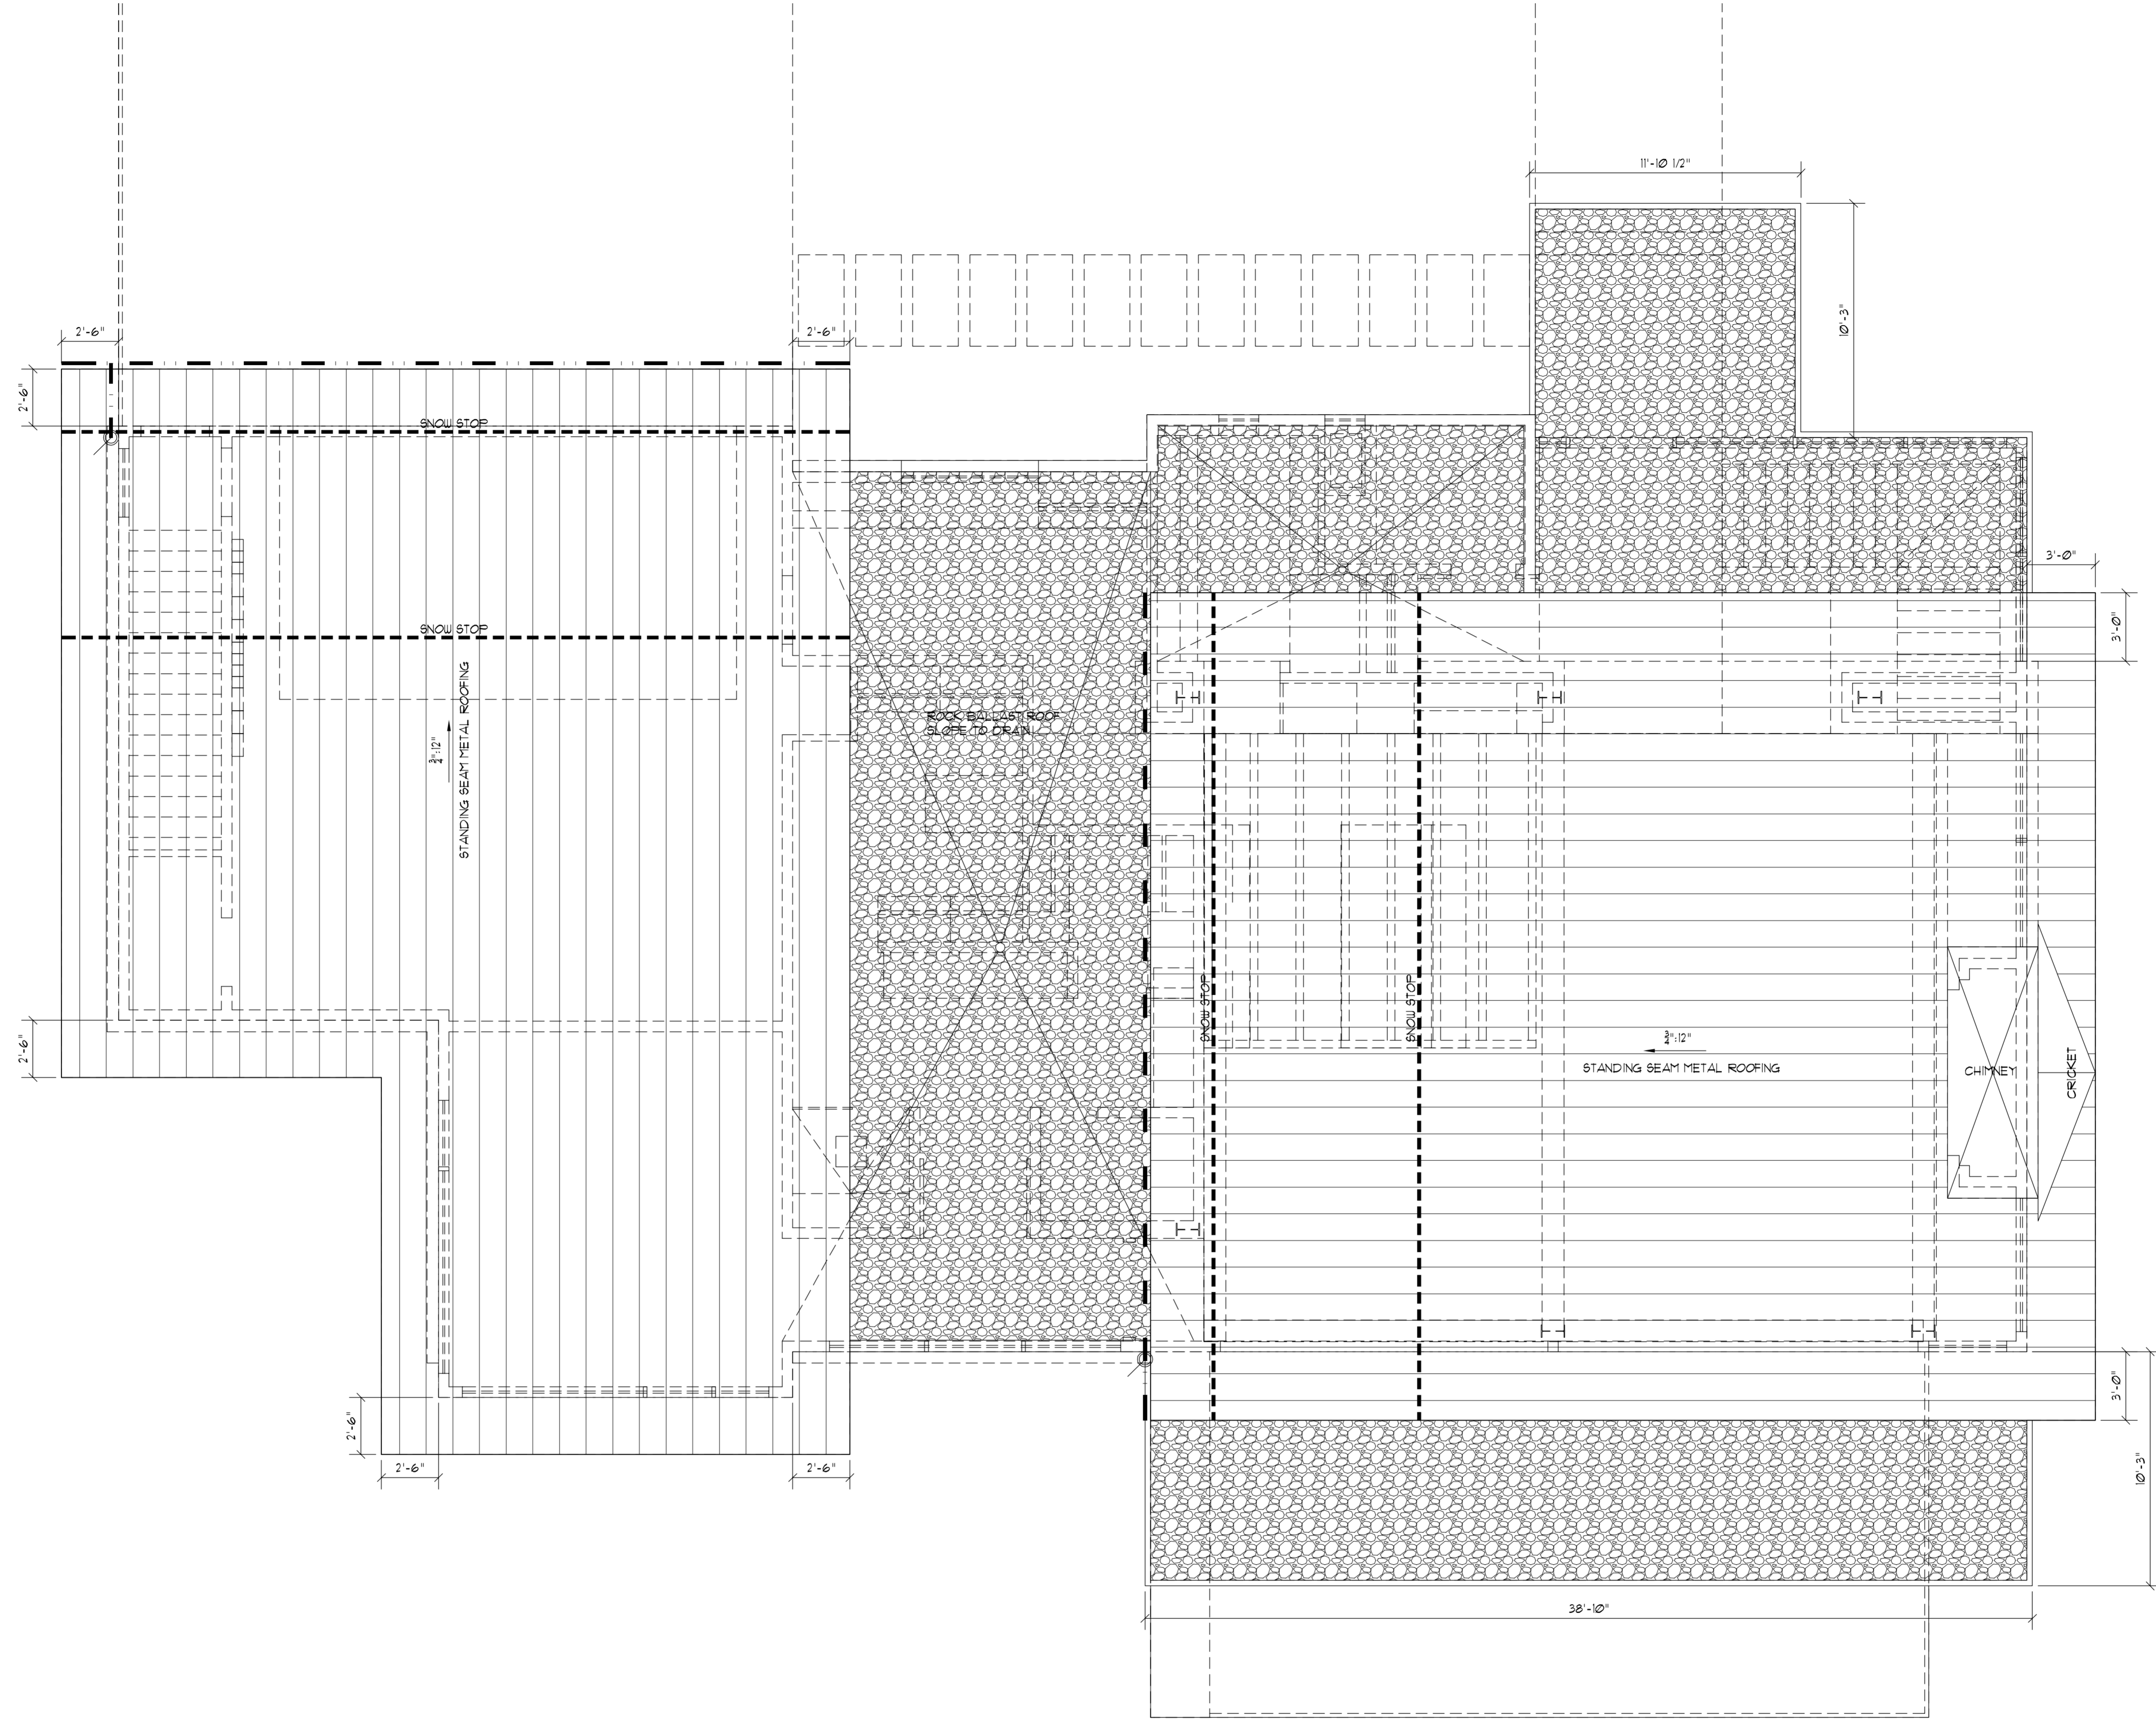 11'-10 1/2"
10'-3"
2'-6"
2'-6"
2'-6"
SNOW STOP
3'-0"
3'-0"
SNOW STOP
STANDING SEAM METAL ROOFING
3/4":12"
ROCK BALLAST ROOF
SLOPE TO DRAIN
SNOW STOP
SNOW STOP
3/4":12"
STANDING SEAM METAL ROOFING
CHIMNEY
CRICKET
2'-6"
2'-6"
2'-6"
2'-6"
3'-0"
10'-3"
38'-10"